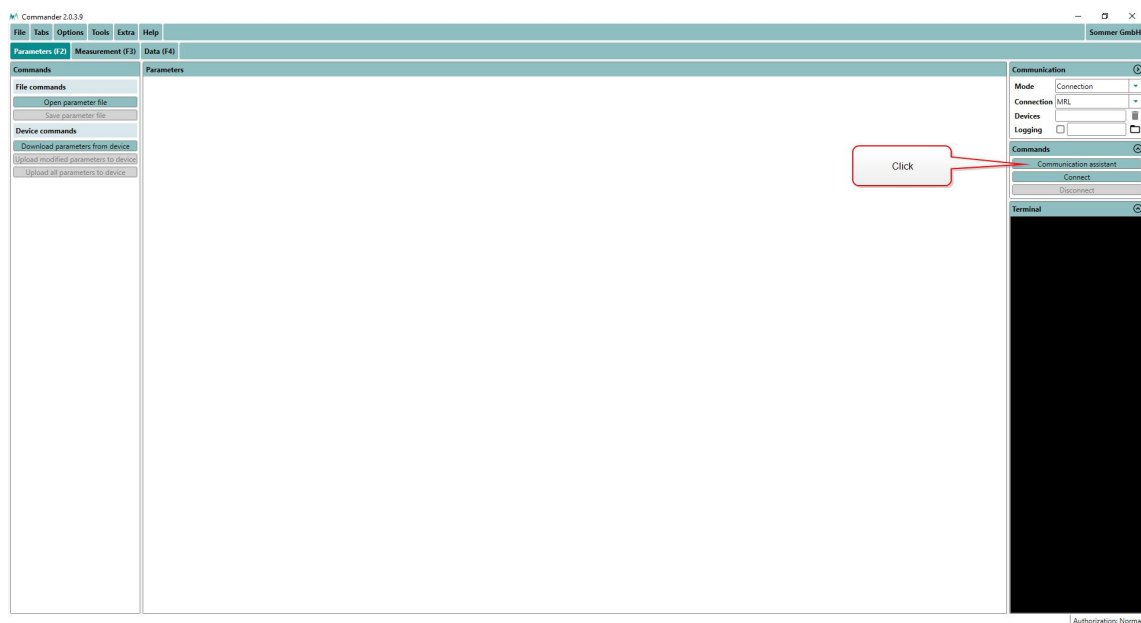 Commander 2.0.3.9
File Tabs Options Tools Extra Help
Sommer GmbH
Parameters (F2) Measurement (F3) Data (F4)
Commands
File commands
Open parameter file
Save parameter file
Device commands
Download parameters from device
Upload modified parameters to device
Upload all parameters to device
Parameters
Click
Communication
Mode Connection
Connection MRL
Devices
Logging
Commands
Communication assistant
Connect
Disconnect
Terminal
Authorization: Norma